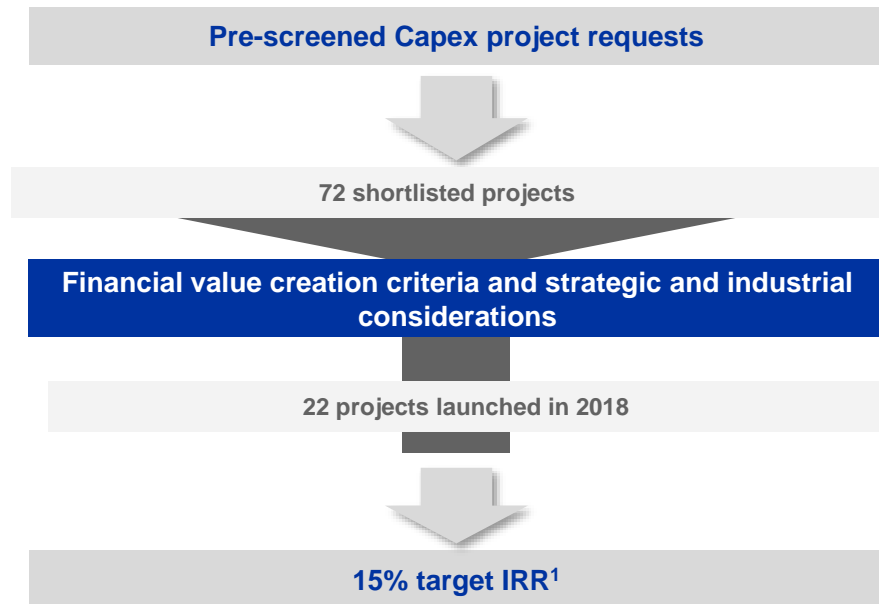 Pre-screened Capex project requests
72 shortlisted projects
Financial value creation criteria and strategic and industrial
considerations
22 projects launched in 2018
15% target IRR¹